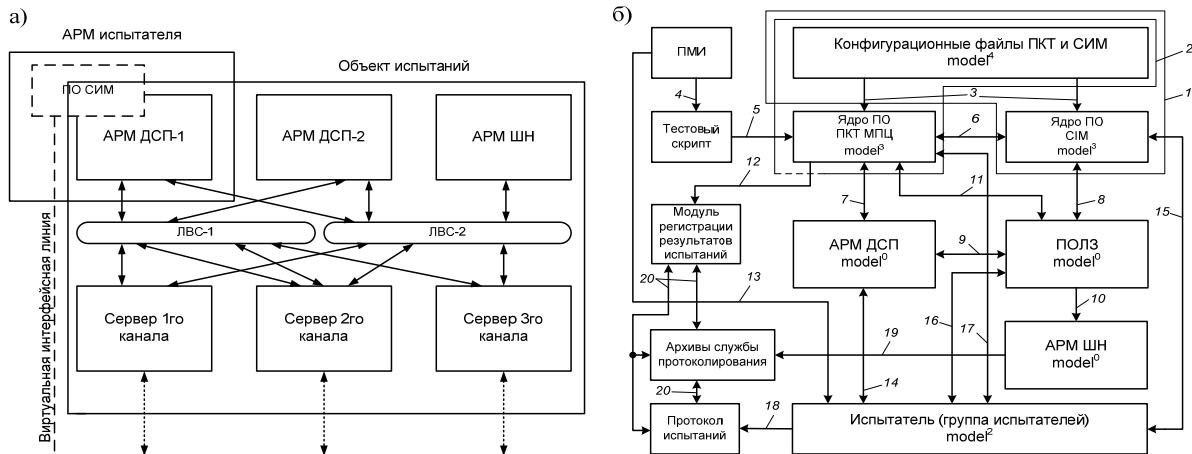 а)
АРМ испытателя
ПО СИМ
Объект испытаний
АРМ ДСП-1
АРМ ДСП-2
АРМ ШН
ЛВС-1
ЛВС-2
Сервер 1го
канала
Сервер 2го
канала
Сервер 3го
канала
Виртуальная интерфейсная линия
б)
ПМИ
Конфигурационные файлы ПКТ и СИМ
model⁴
2
1
3
4
Тестовый
скрипт
5
Ядро ПО
ПКТ МПЦ
model³
6
Ядро ПО
CIM
model³
12
7
11
8
15
Модуль
регистрации
результатов
испытаний
АРМ ДСП
model⁰
9
ПОЛЗ
model⁰
20
13
16
17
10
Архивы службы
протоколирования
19
АРМ ШН
model⁰
14
20
Протокол
испытаний
18
Испытатель (группа испытателей)
model²